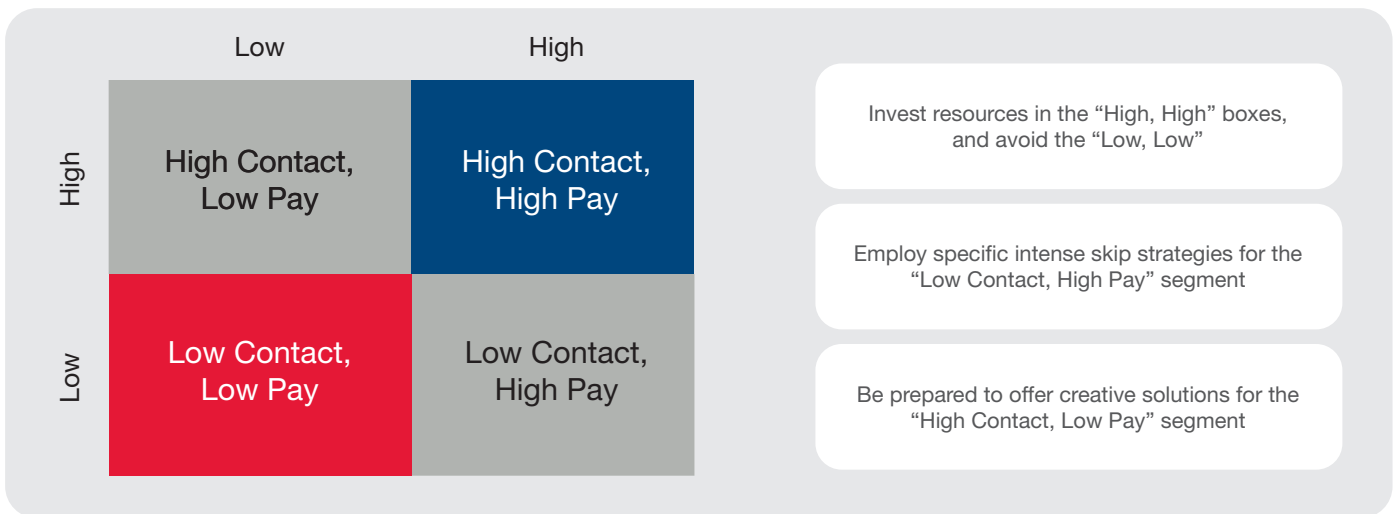 Low
High
High
High Contact,
Low Pay
High Contact,
High Pay
Low
Low Contact,
Low Pay
Low Contact,
High Pay
Invest resources in the “High, High” boxes,
and avoid the “Low, Low”
Employ specific intense skip strategies for the
“Low Contact, High Pay” segment
Be prepared to offer creative solutions for the
“High Contact, Low Pay” segment